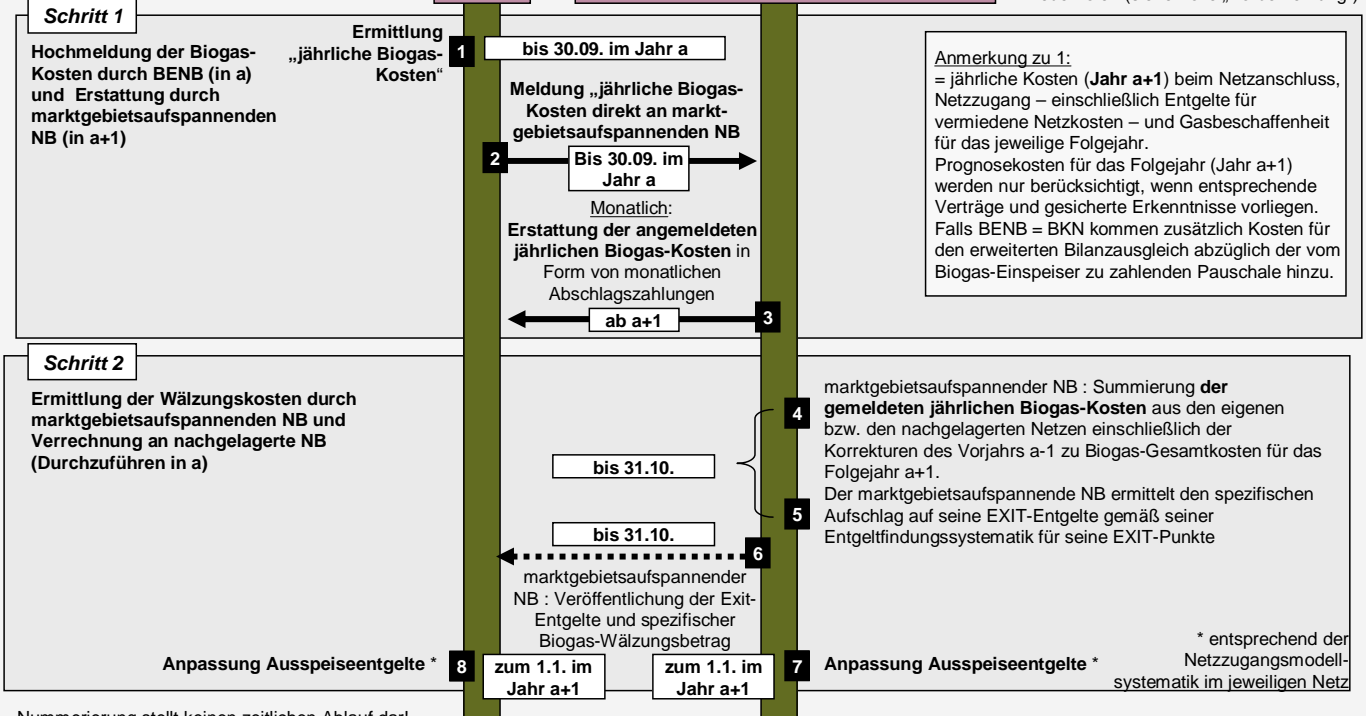 Schritt 1
Hochmeldung der Biogas-
Kosten durch BENB (in a)
und Erstattung durch
marktgebietsaufspannenden
NB (in a+1)
Ermittlung
„jährliche Biogas-
Kosten“
1
bis 30.09. im Jahr a
Meldung „jährliche Biogas-
Kosten direkt an markt-
gebietsaufspannenden NB
2
Bis 30.09. im
Jahr a
Monatlich:
Erstattung der angemeldeten
jährlichen Biogas-Kosten in
Form von monatlichen
Abschlagszahlungen
ab a+1
3
Anmerkung zu 1:
= jährliche Kosten (Jahr a+1) beim Netzanschluss,
Netzzugang – einschließlich Entgelte für
vermiedene Netzkosten – und Gasbeschaffenheit
für das jeweilige Folgejahr.
Prognosekosten für das Folgejahr (Jahr a+1)
werden nur berücksichtigt, wenn entsprechende
Verträge und gesicherte Erkenntnisse vorliegen.
Falls BENB = BKN kommen zusätzlich Kosten für
den erweiterten Bilanzausgleich abzüglich der vom
Biogas-Einspeiser zu zahlenden Pauschale hinzu.
Schritt 2
Ermittlung der Wälzungskosten durch
marktgebietsaufspannenden NB und
Verrechnung an nachgelagerte NB
(Durchzuführen in a)
bis 31.10.
4
marktgebietsaufspannender NB : Summierung der
gemeldeten jährlichen Biogas-Kosten aus den eigenen
bzw. den nachgelagerten Netzen einschließlich der
Korrekturen des Vorjahrs a-1 zu Biogas-Gesamtkosten für das
Folgejahr a+1.
5
Der marktgebietsaufspannende NB ermittelt den spezifischen
Aufschlag auf seine EXIT-Entgelte gemäß seiner
Entgeltfindungssystematik für seine EXIT-Punkte
bis 31.10.
6
marktgebietsaufspannender
NB : Veröffentlichung der Exit-
Entgelte und spezifischer
Biogas-Wälzungsbetrag
Anpassung Ausspeiseentgelte *
8
zum 1.1. im
Jahr a+1
zum 1.1. im
Jahr a+1
7
Anpassung Ausspeiseentgelte *
* entsprechend der
Netzzugangsmodell-
systematik im jeweiligen Netz
Nummerierung stellt keinen zeitlichen Ablauf dar!